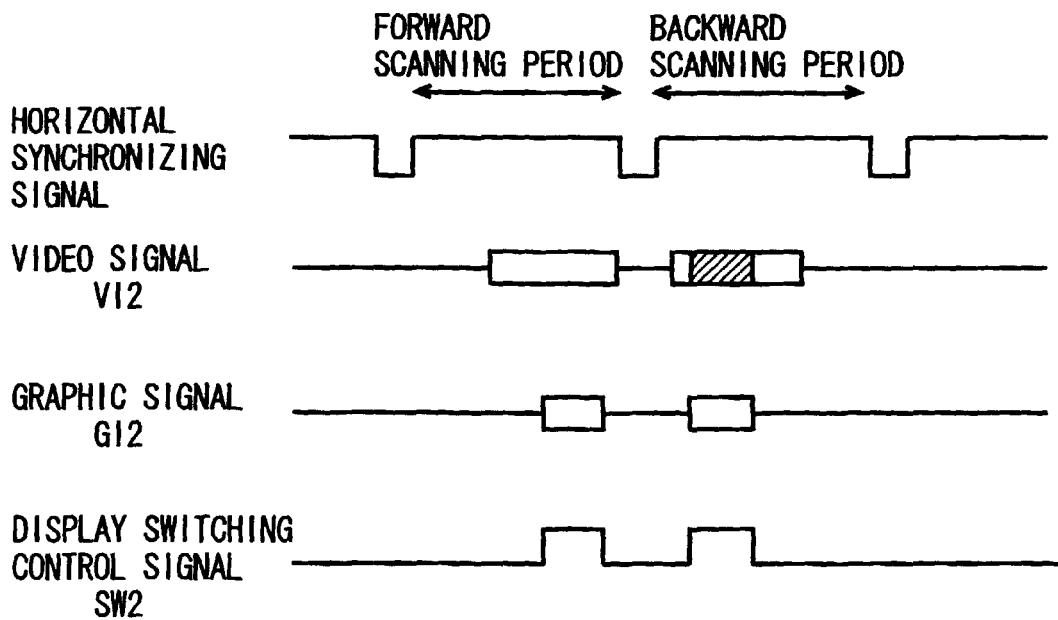 FORWARD
SCANNING PERIOD
BACKWARD
SCANNING PERIOD
HORIZONTAL
SYNCHRONIZING
SIGNAL
VIDEO SIGNAL
VI2
GRAPHIC SIGNAL
GI2
DISPLAY SWITCHING
CONTROL SIGNAL
SW2